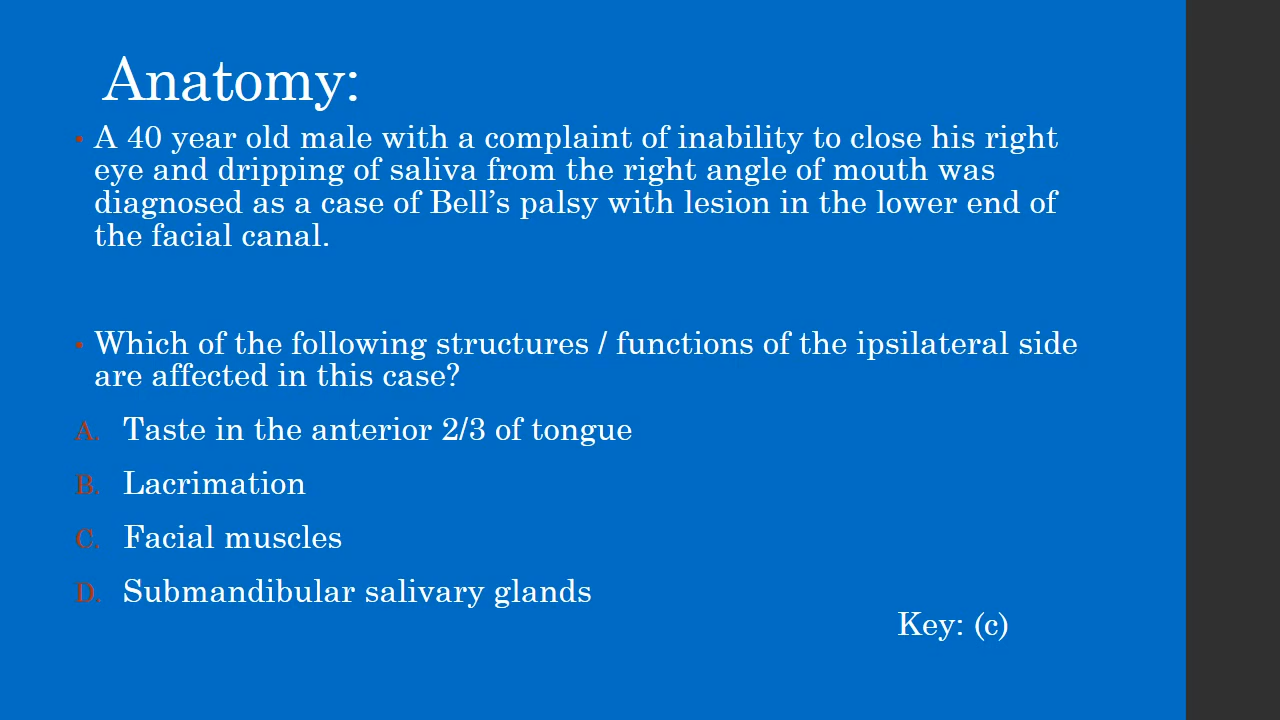 Anatomy:
• A 40 year old male with a complaint of inability to close his right
eye and dripping of saliva from the right angle of mouth was
diagnosed as a case of Bell’s palsy with lesion in the lower end of
the facial canal.
• Which of the following structures / functions of the ipsilateral side
are affected in this case?
A. Taste in the anterior 2/3 of tongue
B. Lacrimation
C. Facial muscles
D. Submandibular salivary glands
Key: (c)